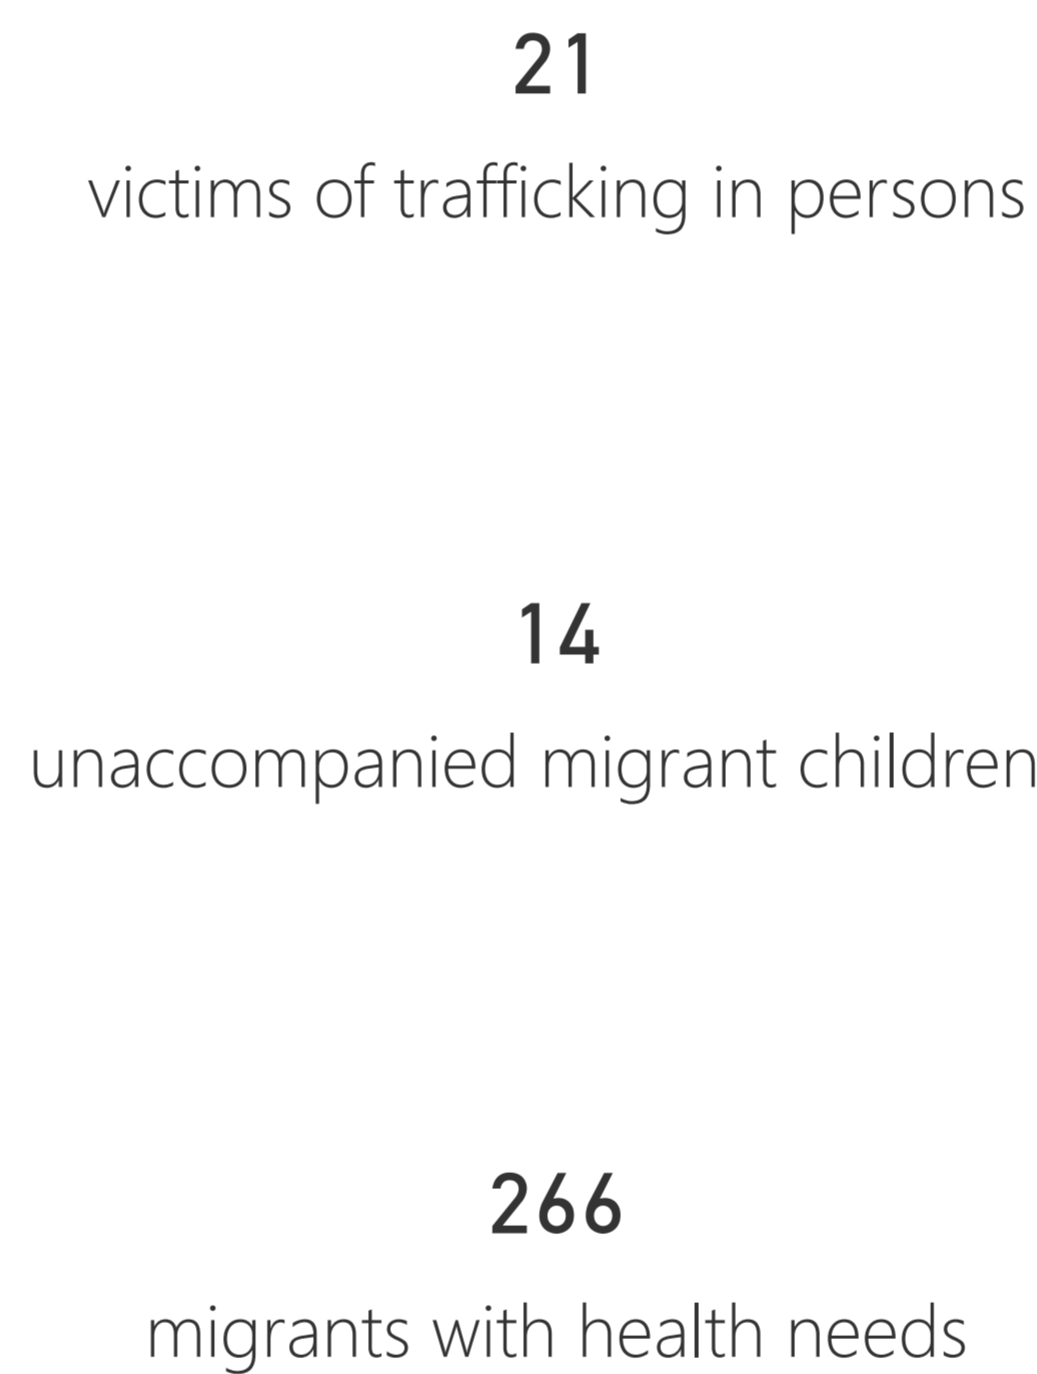 21
victims of trafficking in persons
14
unaccompanied migrant children
266
migrants with health needs